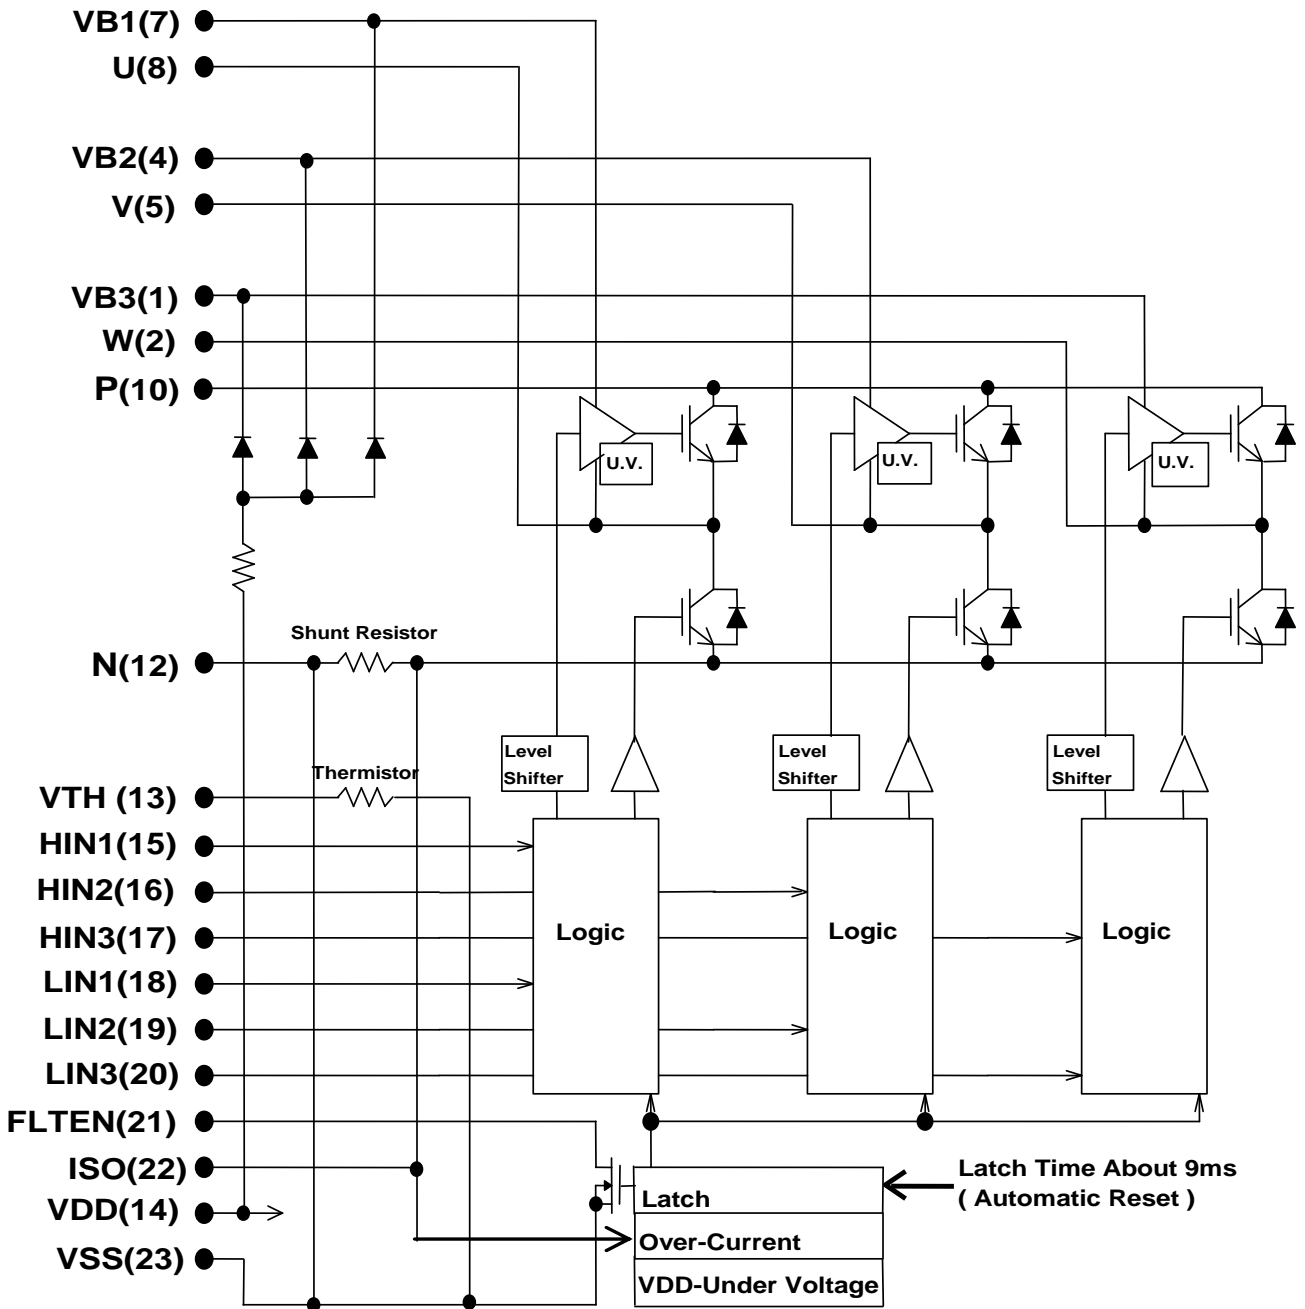 VB1(7)
U(8)
VB2(4)
V(5)
VB3(1)
W(2)
P(10)
U.V.
U.V.
U.V.
Shunt Resistor
N(12)
Level
Shifter
Level
Shifter
Level
Shifter
Thermistor
VTH (13)
HIN1(15)
HIN2(16)
HIN3(17)
Logic
Logic
Logic
LIN1(18)
LIN2(19)
LIN3(20)
FLTEN(21)
ISO(22)
VDD(14)
VSS(23)
Latch
Over-Current
VDD-Under Voltage
Latch Time About 9ms
( Automatic Reset )